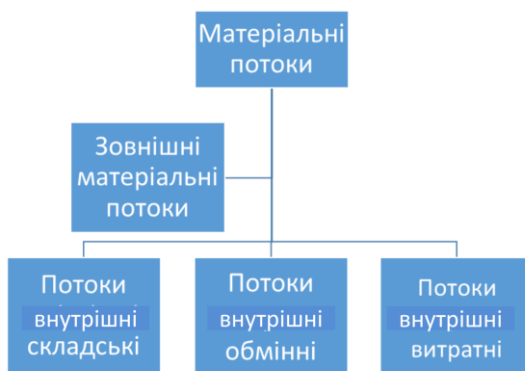 Матеріальні
потоки
Зовнішні
матеріальні
потоки
Потоки
внутрішні
складські
Потоки
внутрішні
обмінні
Потоки
внутрішні
витратні